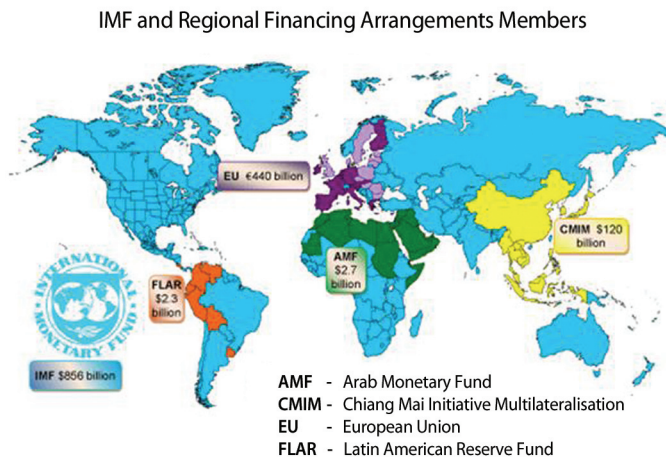 IMF and Regional Financing Arrangements Members
EU €440 billion
CMIM $120
billion
AMF
$2.7
billion
FLAR
$2.3
billion
INTERNATIONAL
MONETARY FUND
IMF $856 billion
AMF - Arab Monetary Fund
CMIM - Chiang Mai Initiative Multilateralisation
EU - European Union
FLAR - Latin American Reserve Fund